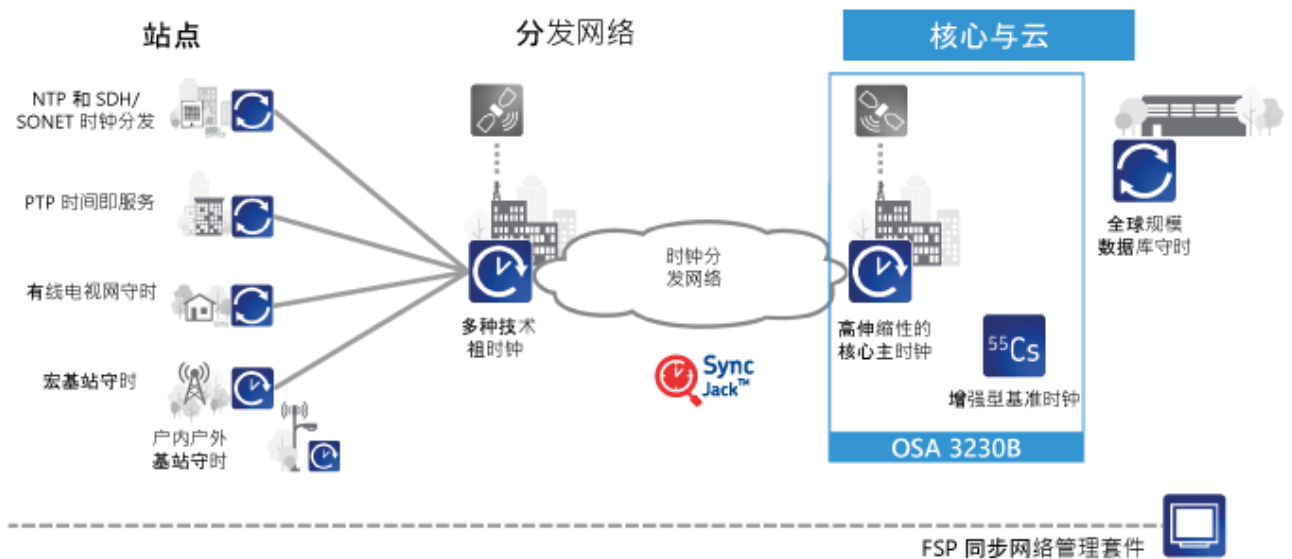 站点
分发网络
核心与云
NTP 和 SDH/
SONET 时钟分发
PTP 时间即服务
有线电视网守时
宏基站守时
户内户外
基站守时
多种技术
祖时钟
时钟分
发网络
Sync
Jack™
高伸缩性的
核心主时钟
⁵⁵Cs
增强型基准时钟
OSA 3230B
全球规模
数据库守时
FSP 同步网络管理套件